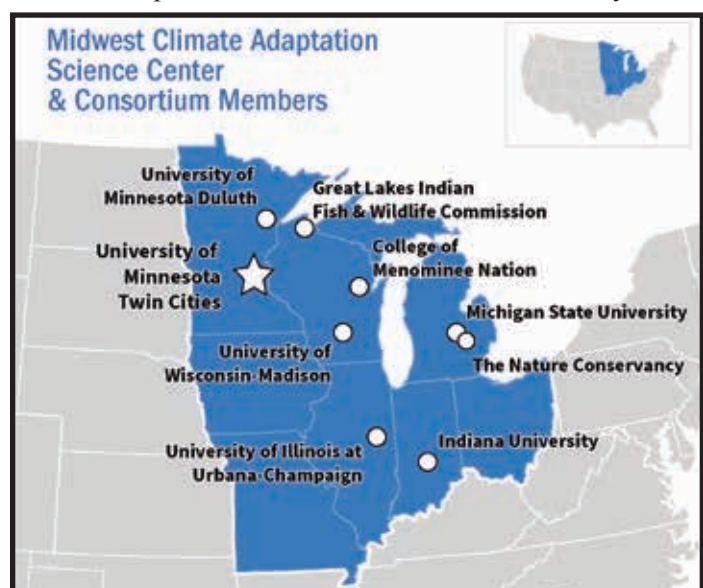 Midwest Climate Adaptation
Science Center
& Consortium Members
University of
Minnesota Duluth
Great Lakes Indian
Fish & Wildlife Commission
University of
Minnesota
Twin Cities
College of
Menominee Nation
Michigan State University
The Nature Conservancy
University of
Wisconsin-Madison
University of Illinois at
Urbana-Champaign
Indiana University